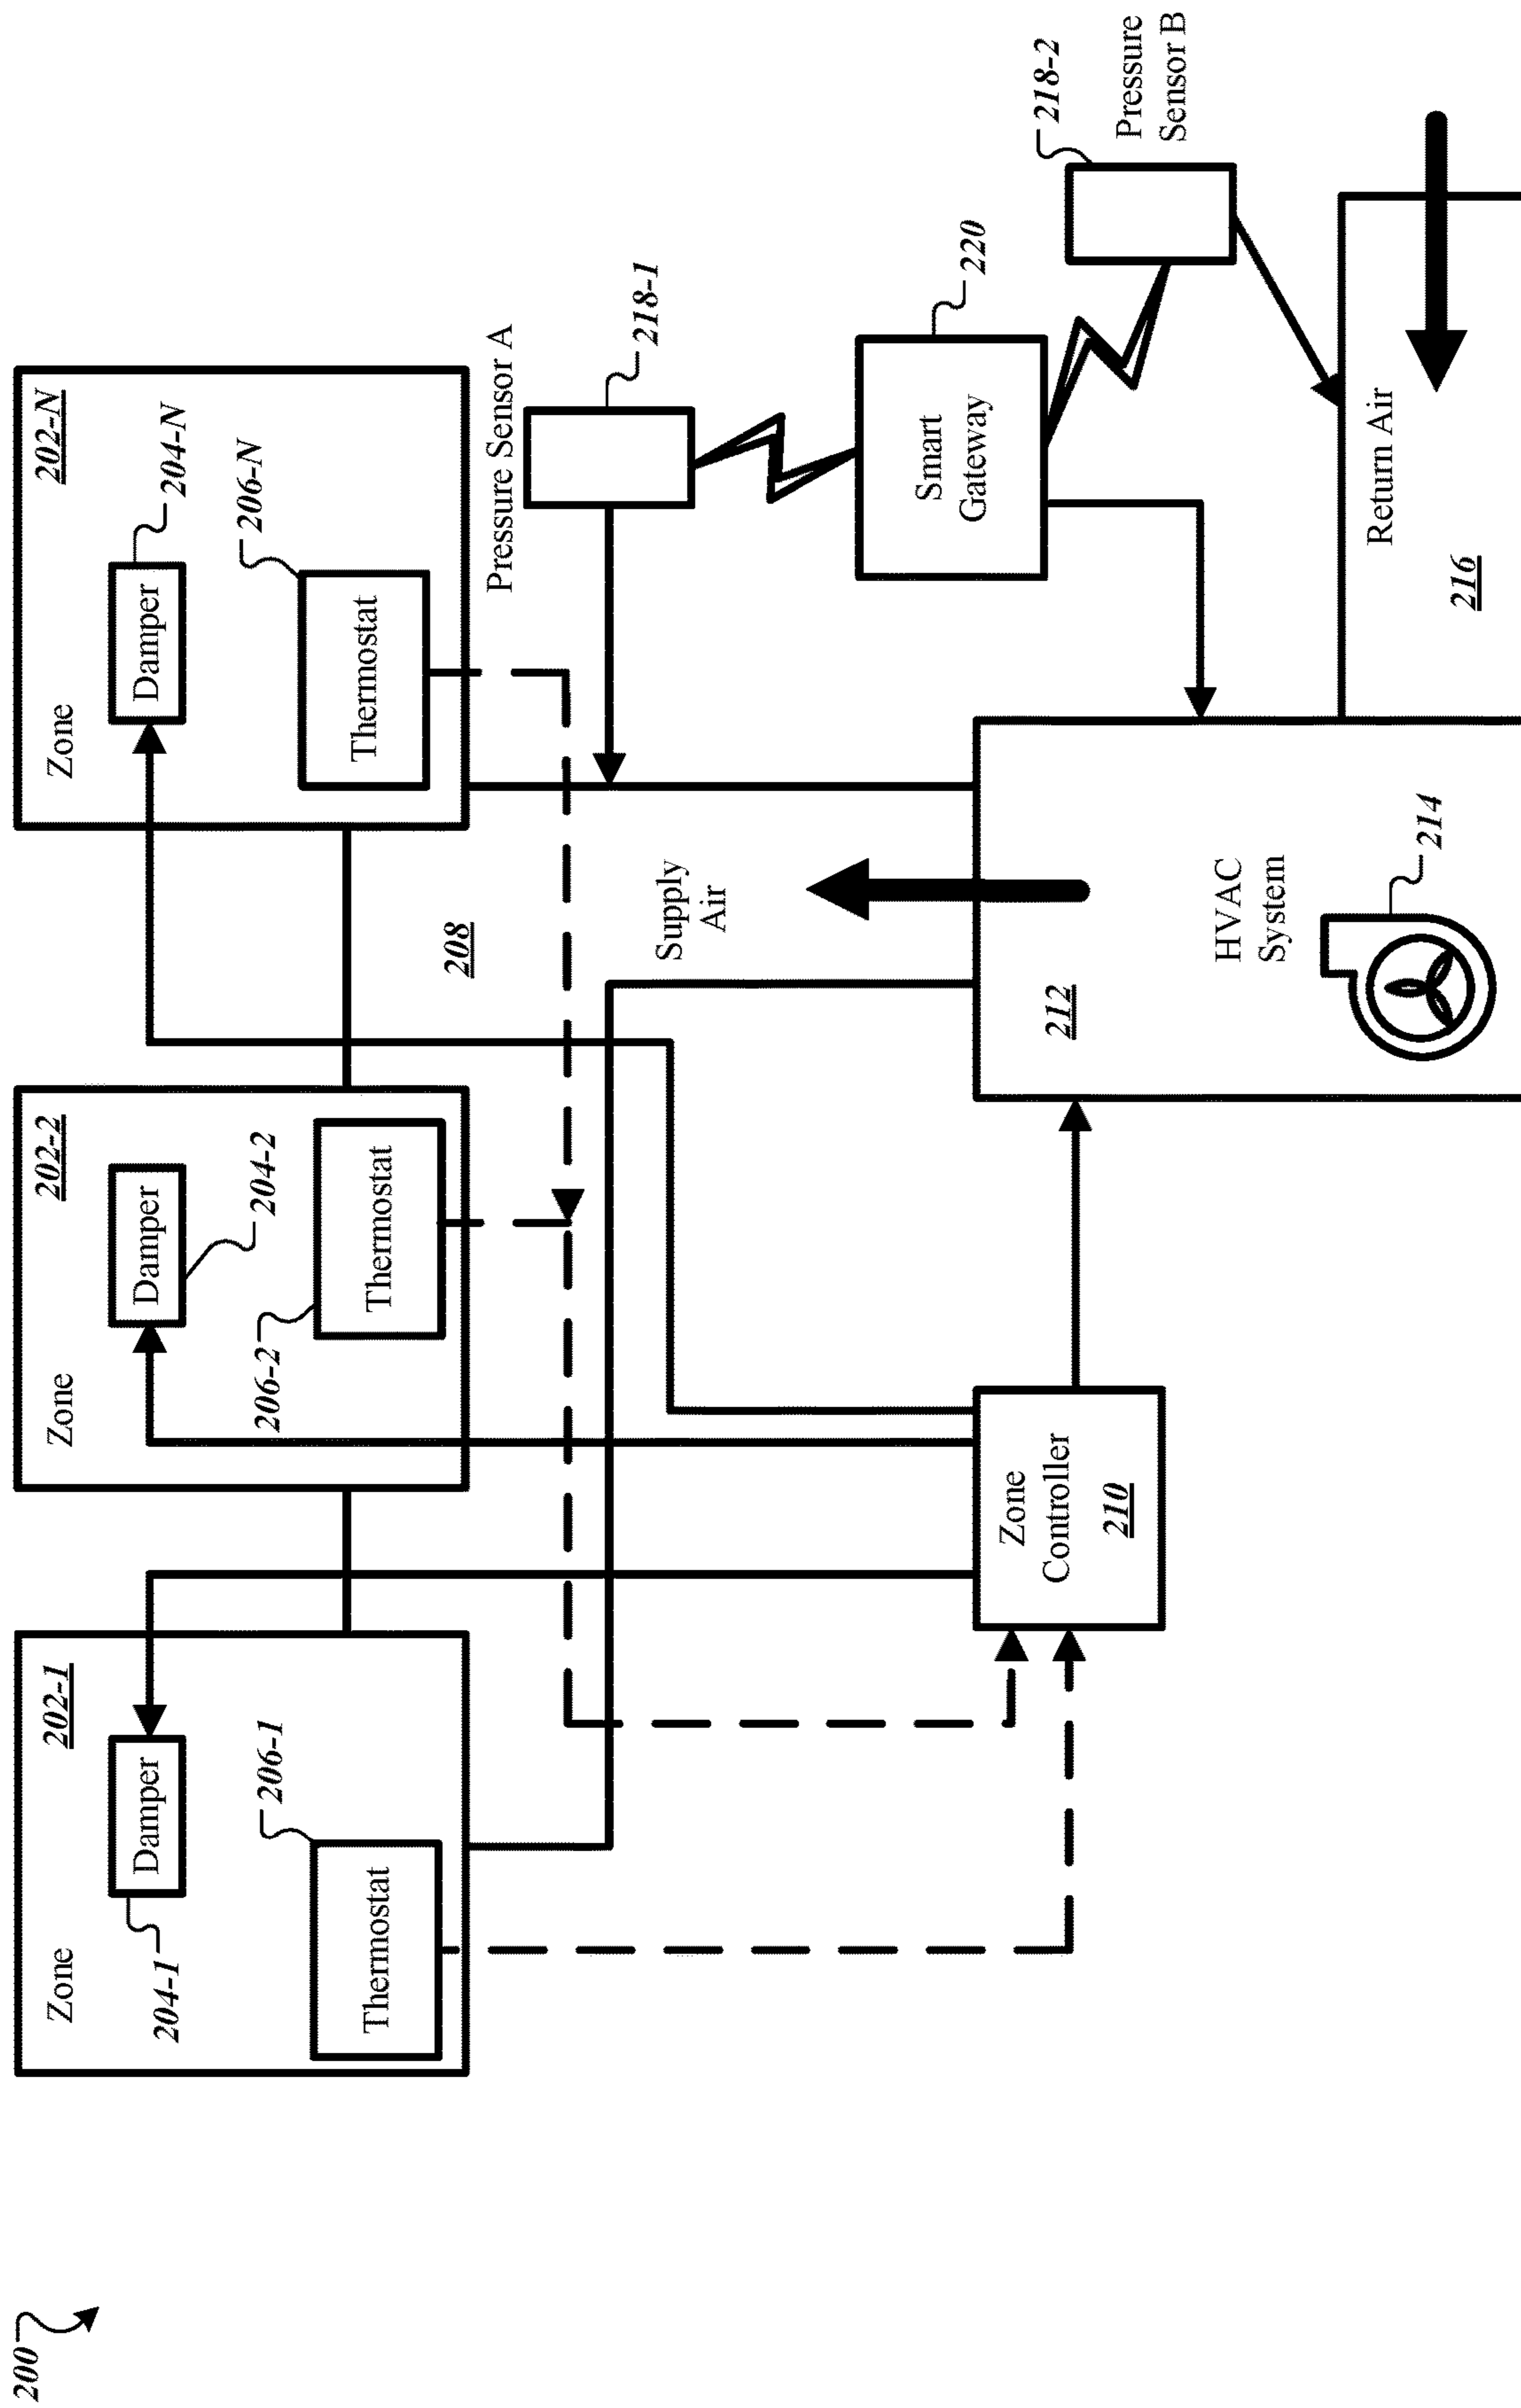 200
Zone
202-1
Damper
204-1
206-1
Thermostat
Zone
202-2
Damper
204-2
206-2
Thermostat
Zone
202-N
Damper
204-N
206-N
Thermostat
208
Pressure Sensor A
218-1
Supply
Air
Zone
Controller
210
212
HVAC
System
214
Smart
Gateway
220
218-2
Pressure
Sensor B
Return Air
216